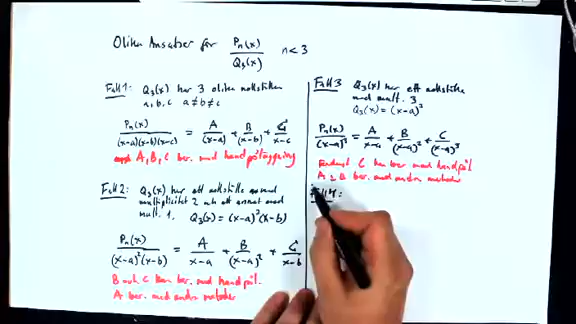 Olika Ansatser för Pₙ(x)/Q₃(x) n<3
Fall 1: Q₃(x) har 3 olika nollställen
a, b, c a≠b≠c
Pₙ(x)/((x-a)(x-b)(x-c)) = A/(x-a) + B/(x-b) + C/(x-c)
A, B, C ber. med handpåläggning
Fall 2: Q₃(x) har ett nollställe
multiplicitet 2 och ett annat med
mult. 1, Q₃(x) = (x-a)²(x-b)
Pₙ(x)/((x-a)²(x-b)) = A/(x-a) + B/(x-a)² + C/(x-b)
B och C kan ber. med handpål.
A ber. med andra metoder
Fall 3 Q₃(x) har ett nollställe
med mult. 3
Q₃(x) = (x-a)³
Pₙ(x)/(x-a)³ = A/(x-a) + B/(x-a)² + C/(x-a)³
Endast C kan ber med handpål
A & B ber. med andra metoder
Fall 4: